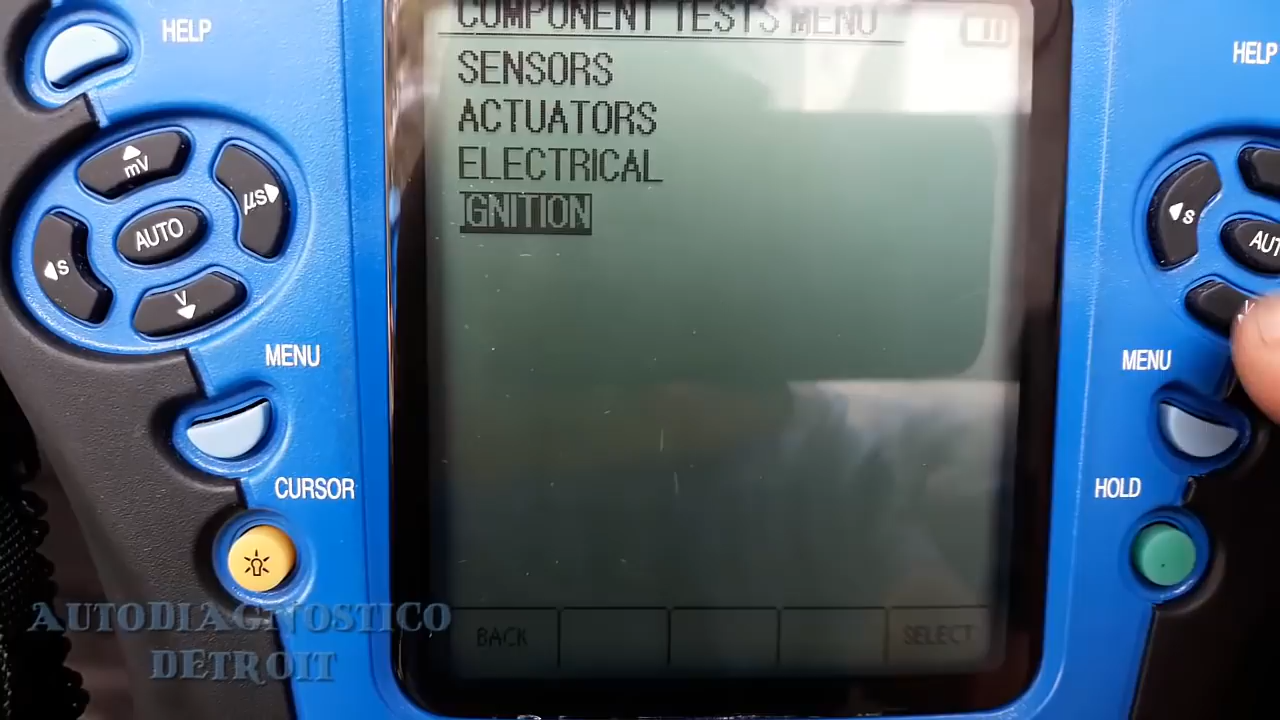 COMPONENT TESTS MENU
SENSORS
ACTUATORS
ELECTRICAL
IGNITION
BACK
SELECT
HELP
mV
µs
AUTO
s
V
MENU
CURSOR
HELP
s
AUT
MENU
HOLD
AUTODIAGNOSTICO
DETROIT